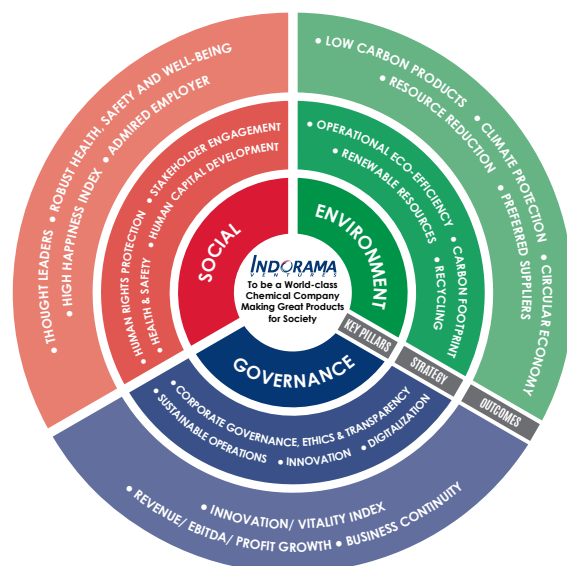 INDORAMA
VENTURES
To be a World-class
Chemical Company
Making Great Products
for Society
SOCIAL
ENVIRONMENT
GOVERNANCE
KEY PILLARS
STRATEGY
OUTCOMES
• STAKEHOLDER ENGAGEMENT
HUMAN RIGHTS PROTECTION
• HUMAN CAPITAL DEVELOPMENT
• HEALTH & SAFETY
• OPERATIONAL ECO-EFFICIENCY
• CARBON FOOTPRINT
• RENEWABLE RESOURCES
• RECYCLING
• CORPORATE GOVERNANCE, ETHICS & TRANSPARENCY
• SUSTAINABLE OPERATIONS • INNOVATION • DIGITALIZATION
• THOUGHT LEADERS • ROBUST HEALTH, SAFETY AND WELL-BEING
• HIGH HAPPINESS INDEX • ADMIRED EMPLOYER
• LOW CARBON PRODUCTS • CLIMATE PROTECTION • CIRCULAR ECONOMY
• RESOURCE REDUCTION • PREFERRED SUPPLIERS
• INNOVATION/ VITALITY INDEX
• REVENUE/ EBITDA/ PROFIT GROWTH • BUSINESS CONTINUITY